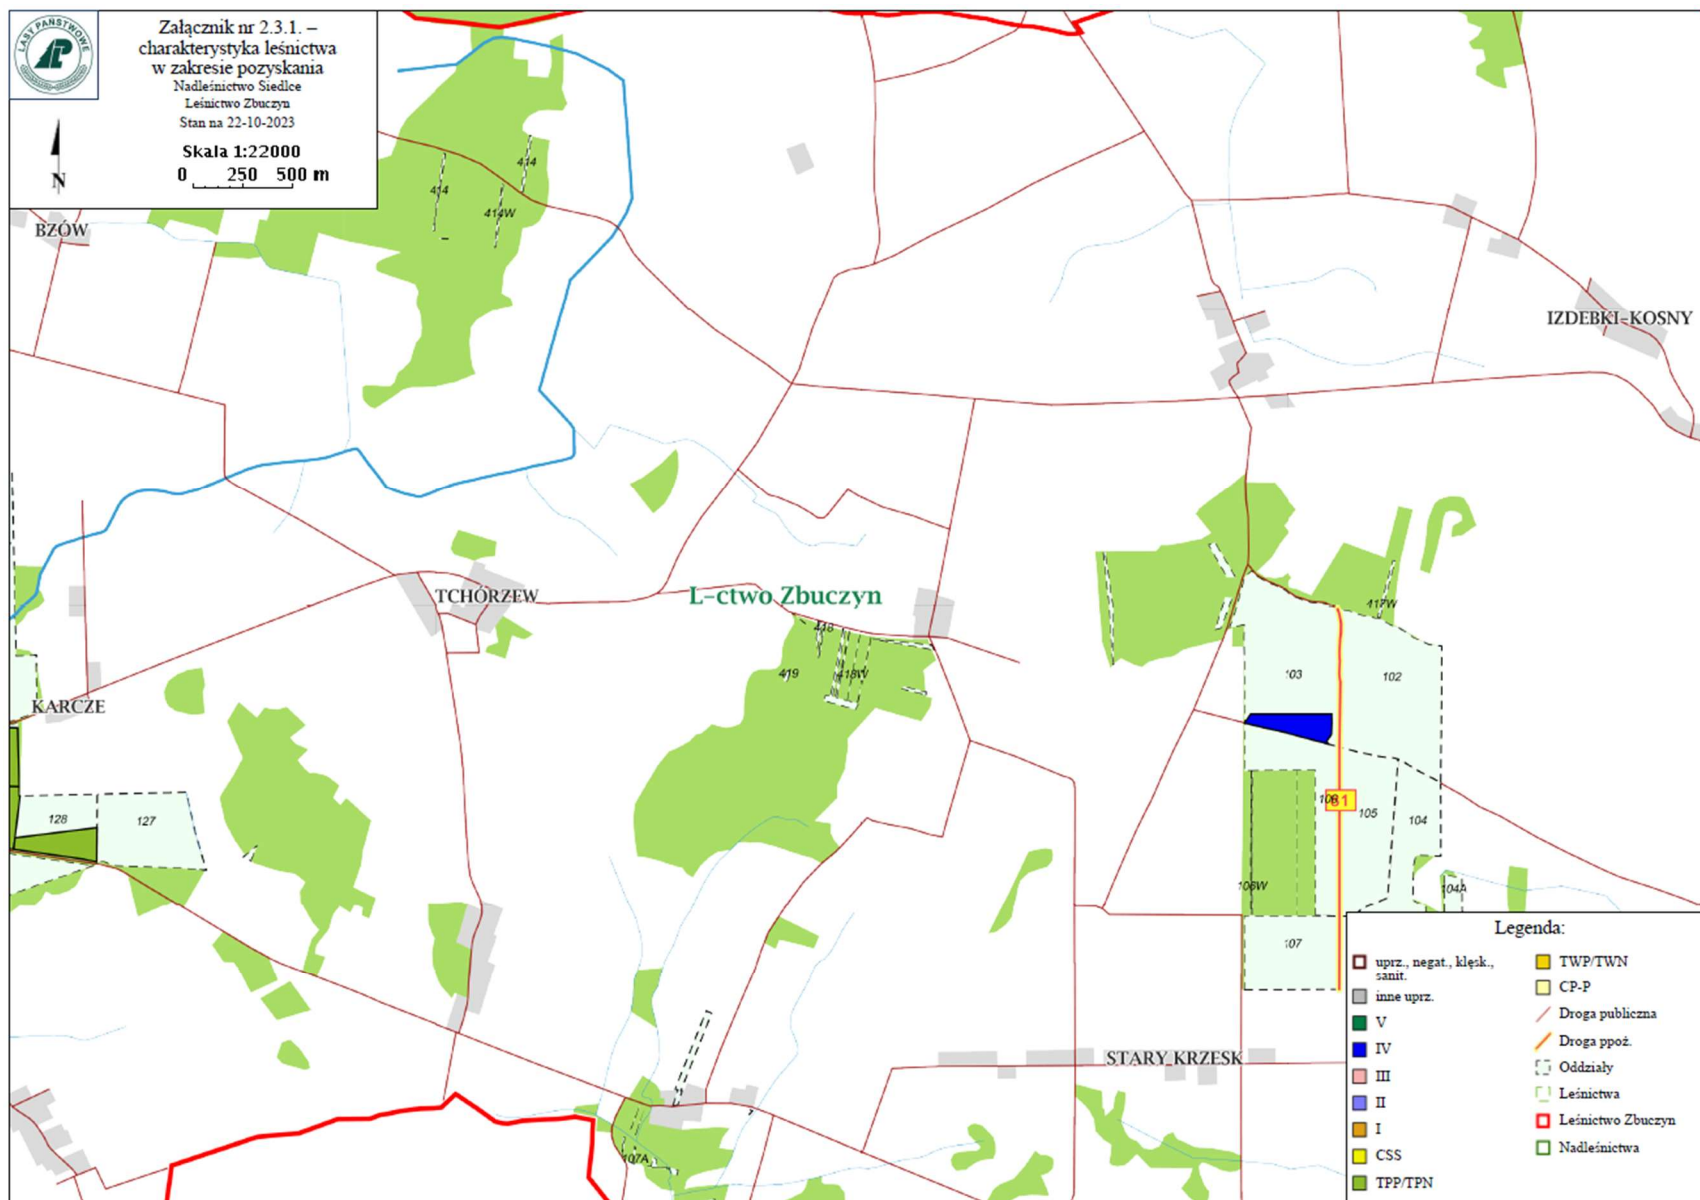 LASY PAŃSTWOWE
Załącznik nr 2.3.1. –
charakterystyka leśnictwa
w zakresie pozyskania
Nadleśnictwo Siedlce
Leśnictwo Zbuczyn
Stan na 22-10-2023
Skala 1:22000
0 250 500 m
N
414
414
414W
BZÓW
IZDEBKI-KOSNY
TCHÓRZEW
L-ctwo Zbuczyn
417W
418
419
418W
103
102
KARCZE
128
127
81
105
104
106W
104A
107
STARY KRZESK
107A
Legenda:
uprz., negat., klęsk.,
sanit.
inne uprz.
V
IV
III
II
I
CSS
TPP/TPN
TWP/TWN
CP-P
Droga publiczna
Droga ppoż.
Oddziały
Leśnictwa
Leśnictwo Zbuczyn
Nadleśnictwa